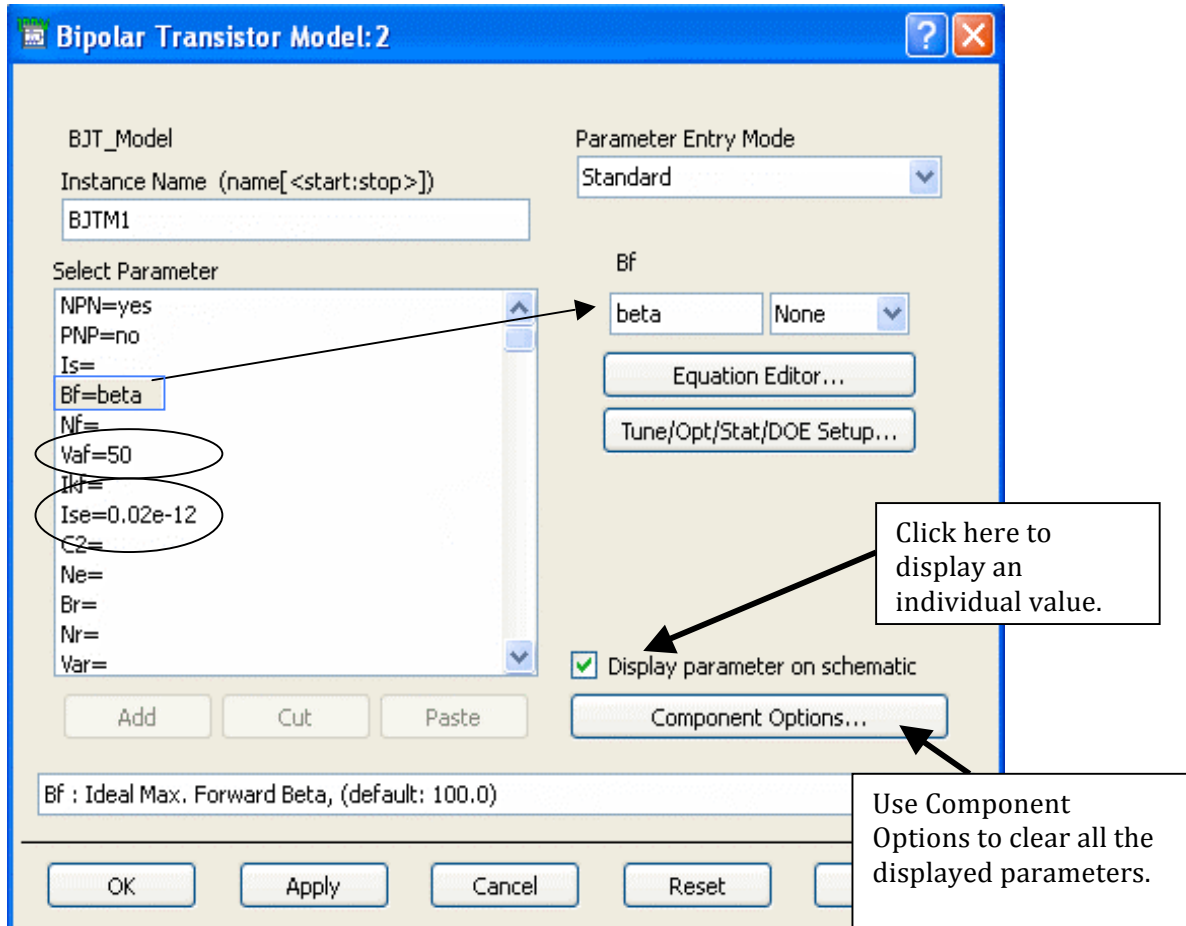 Bipolar Transistor Model:2
BJT_Model
Instance Name (name[<start:stop>])
BJTM1
Select Parameter
NPN=yes
PNP=no
Is=
Bf=beta
Nf=
Vaf=50
Ikf=
Ise=0.02e-12
C2=
Ne=
Br=
Nr=
Var=
Add Cut Paste
Parameter Entry Mode
Standard
Bf
beta None
Equation Editor...
Tune/Opt/Stat/DOE Setup...
Click here to
display an
individual value.
Display parameter on schematic
Component Options...
Bf : Ideal Max. Forward Beta, (default: 100.0)
Use Component
Options to clear all the
displayed parameters.
OK Apply Cancel Reset